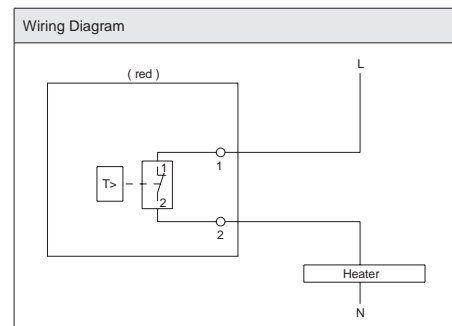 Wiring Diagram
L
( red )
1
1
T>
2
2
Heater
N